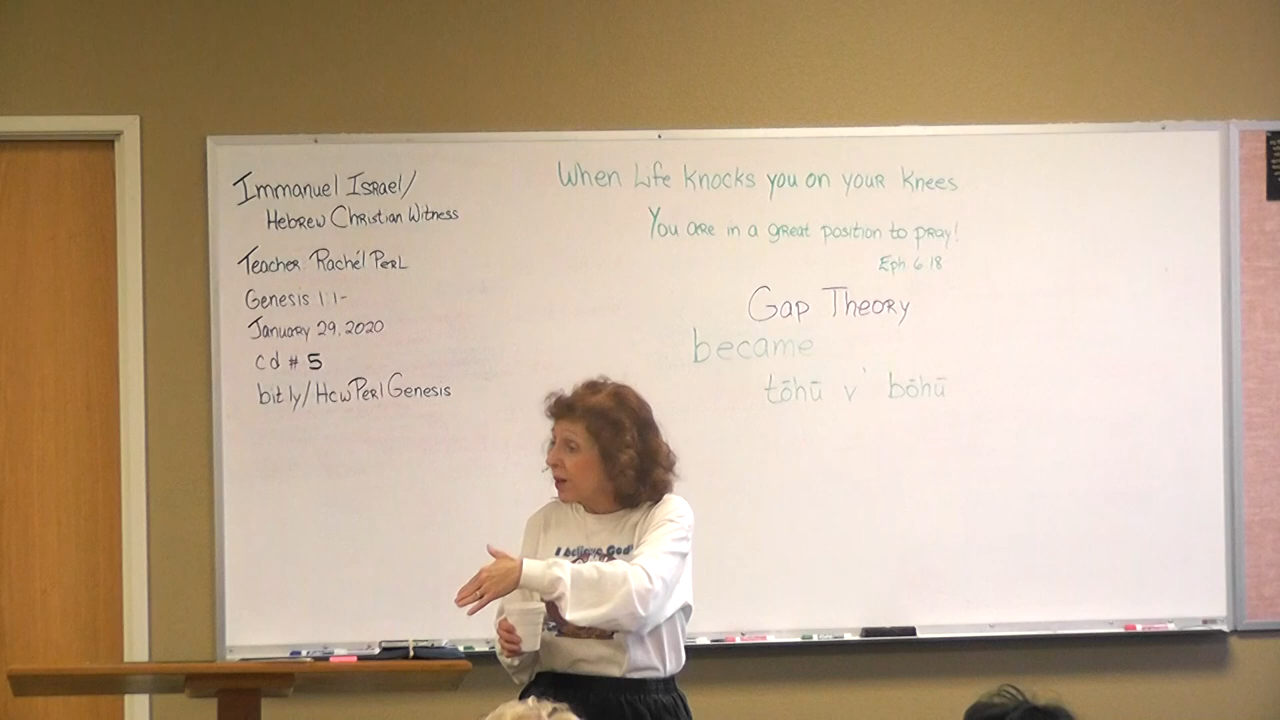 Immanuel Israel/
Hebrew Christian Witness
Teacher: Rachél Perl
Genesis 1:1-
January 29, 2020
cd # 5
bit.ly/HcwPerlGenesis
When Life Knocks you on your Knees
You are in a great position to pray!
Eph. 6:18
Gap Theory
became
tōhū v' bōhū
I believe God